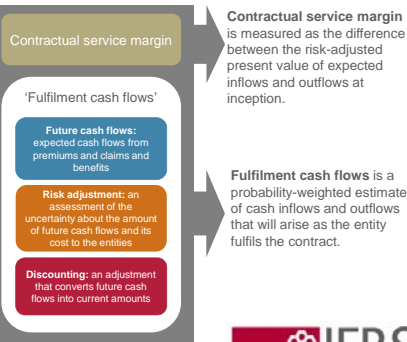 Contractual service margin
‘Fulfilment cash flows’
Future cash flows:
expected cash flows from
premiums and claims and
benefits
Risk adjustment: an
assessment of the
uncertainty about the amount
of future cash flows and its
cost to the entities
Discounting: an adjustment
that converts future cash
flows into current amounts
Contractual service margin
is measured as the difference
between the risk-adjusted
present value of expected
inflows and outflows at
inception.
Fulfilment cash flows is a
probability-weighted estimate
of cash inflows and outflows
that will arise as the entity
fulfils the contract.